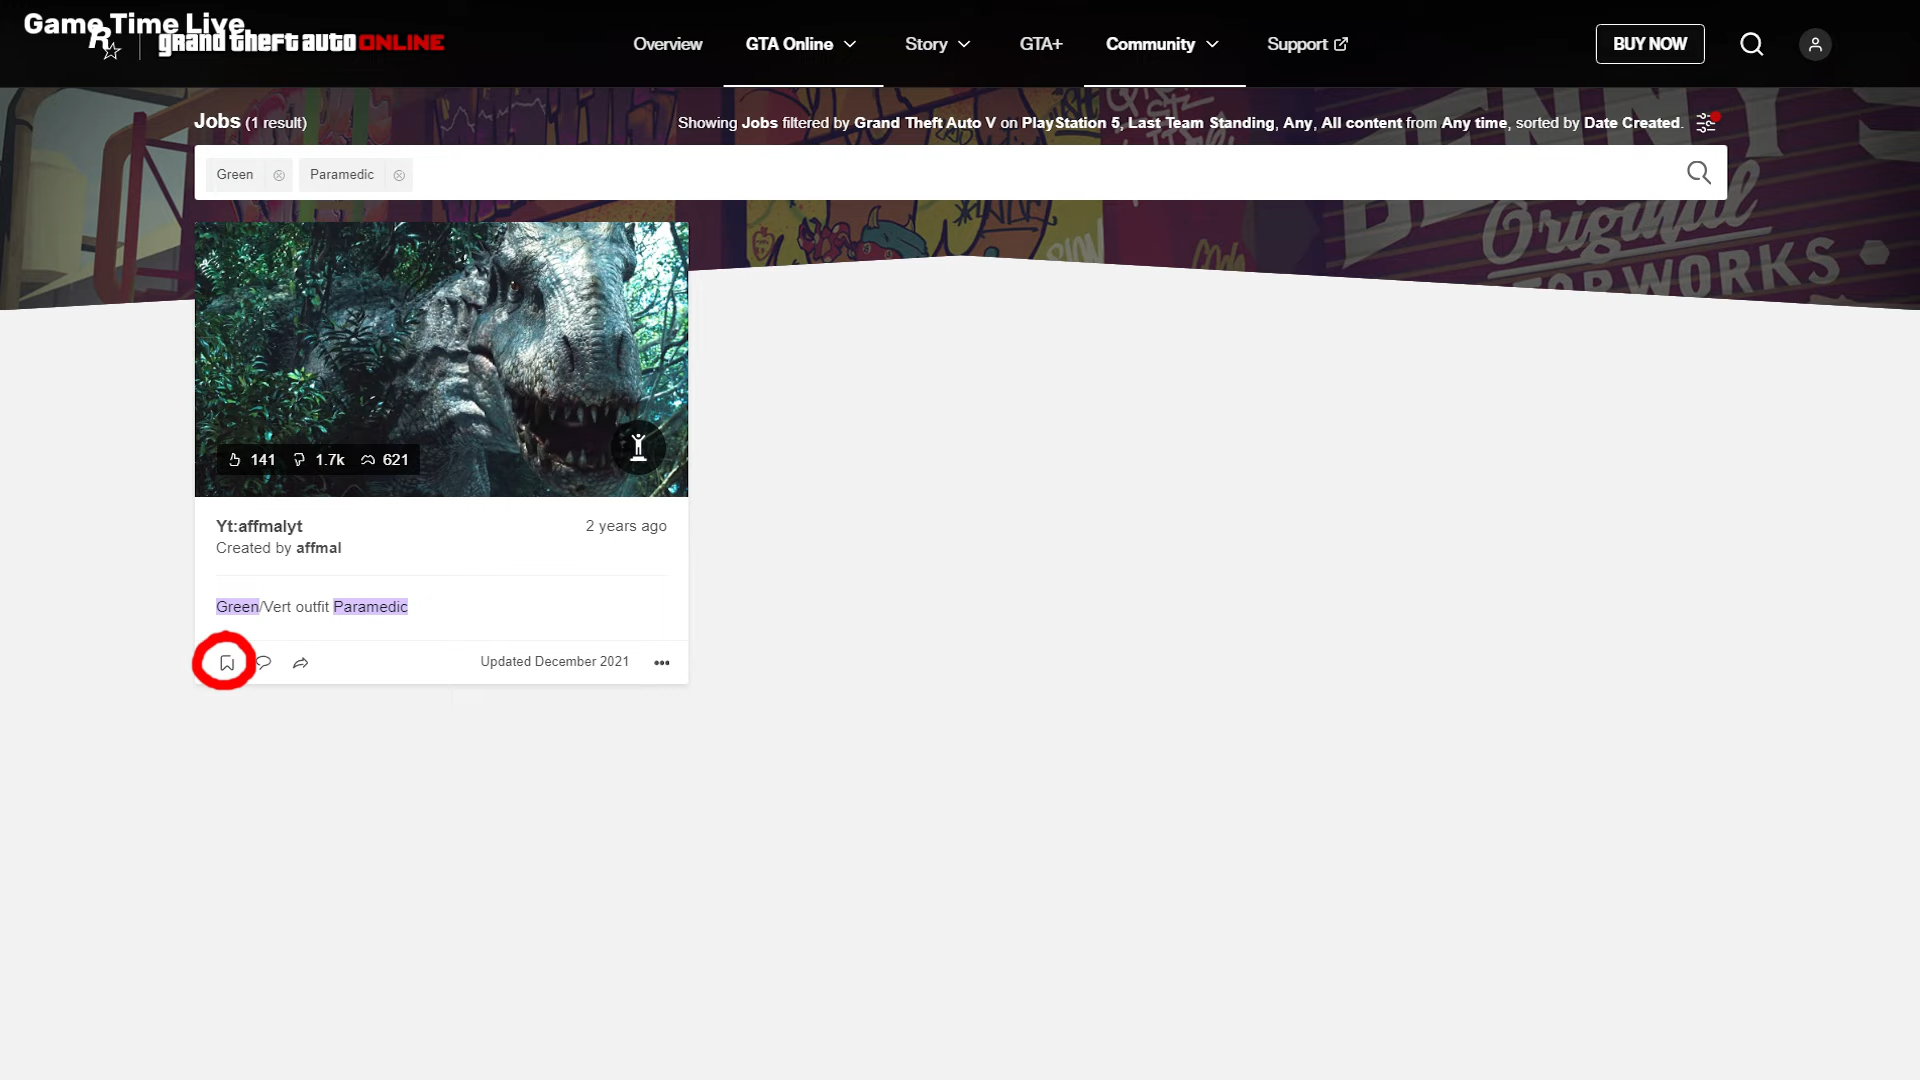 Game Time Live
grand theft auto ONLINE
Overview
GTA Online
Story
GTA+
Community
Support
BUY NOW
Jobs (1 result)
Showing Jobs filtered by Grand Theft Auto V on PlayStation 5, Last Team Standing, Any, All content from Any time, sorted by Date Created.
Green
Paramedic
BENNY'S
Original
MOTORWORKS
141 1.7k 621
Yt:affmalyt
2 years ago
Created by affmal
Green/Vert outfit Paramedic
Updated December 2021